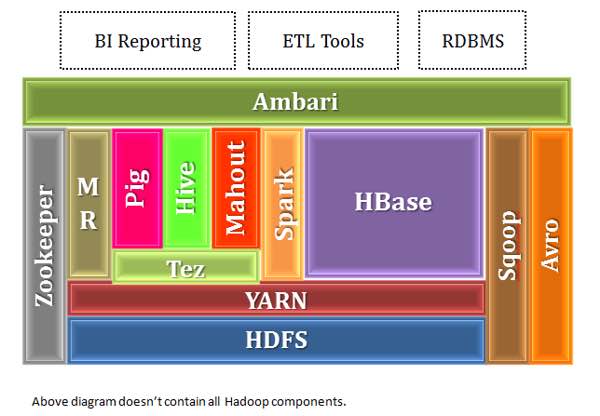 BI Reporting
ETL Tools
RDBMS
Ambari
Zookeeper
M
R
Pig
Hive
Mahout
Spark
HBase
Sqoop
Avro
Tez
YARN
HDFS
Above diagram doesn't contain all Hadoop components.